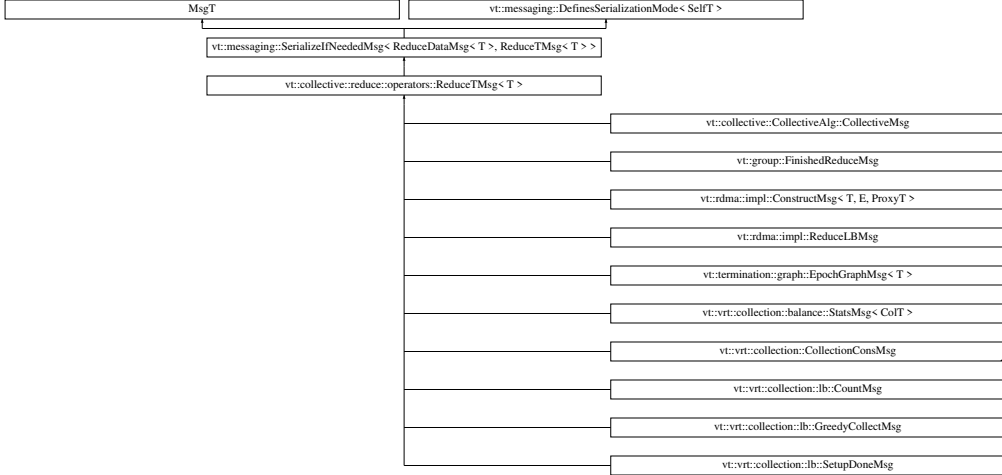 MsgT
vt::messaging::DefinesSerializationMode< SelfT >
vt::messaging::SerializeIfNeededMsg< ReduceDataMsg< T >, ReduceTMsg< T > >
vt::collective::reduce::operators::ReduceTMsg< T >
vt::collective::CollectiveAlg::CollectiveMsg
vt::group::FinishedReduceMsg
vt::rdma::impl::ConstructMsg< T, E, ProxyT >
vt::rdma::impl::ReduceLBMsg
vt::termination::graph::EpochGraphMsg< T >
vt::vrt::collection::balance::StatsMsg< ColT >
vt::vrt::collection::CollectionConsMsg
vt::vrt::collection::lb::CountMsg
vt::vrt::collection::lb::GreedyCollectMsg
vt::vrt::collection::lb::SetupDoneMsg